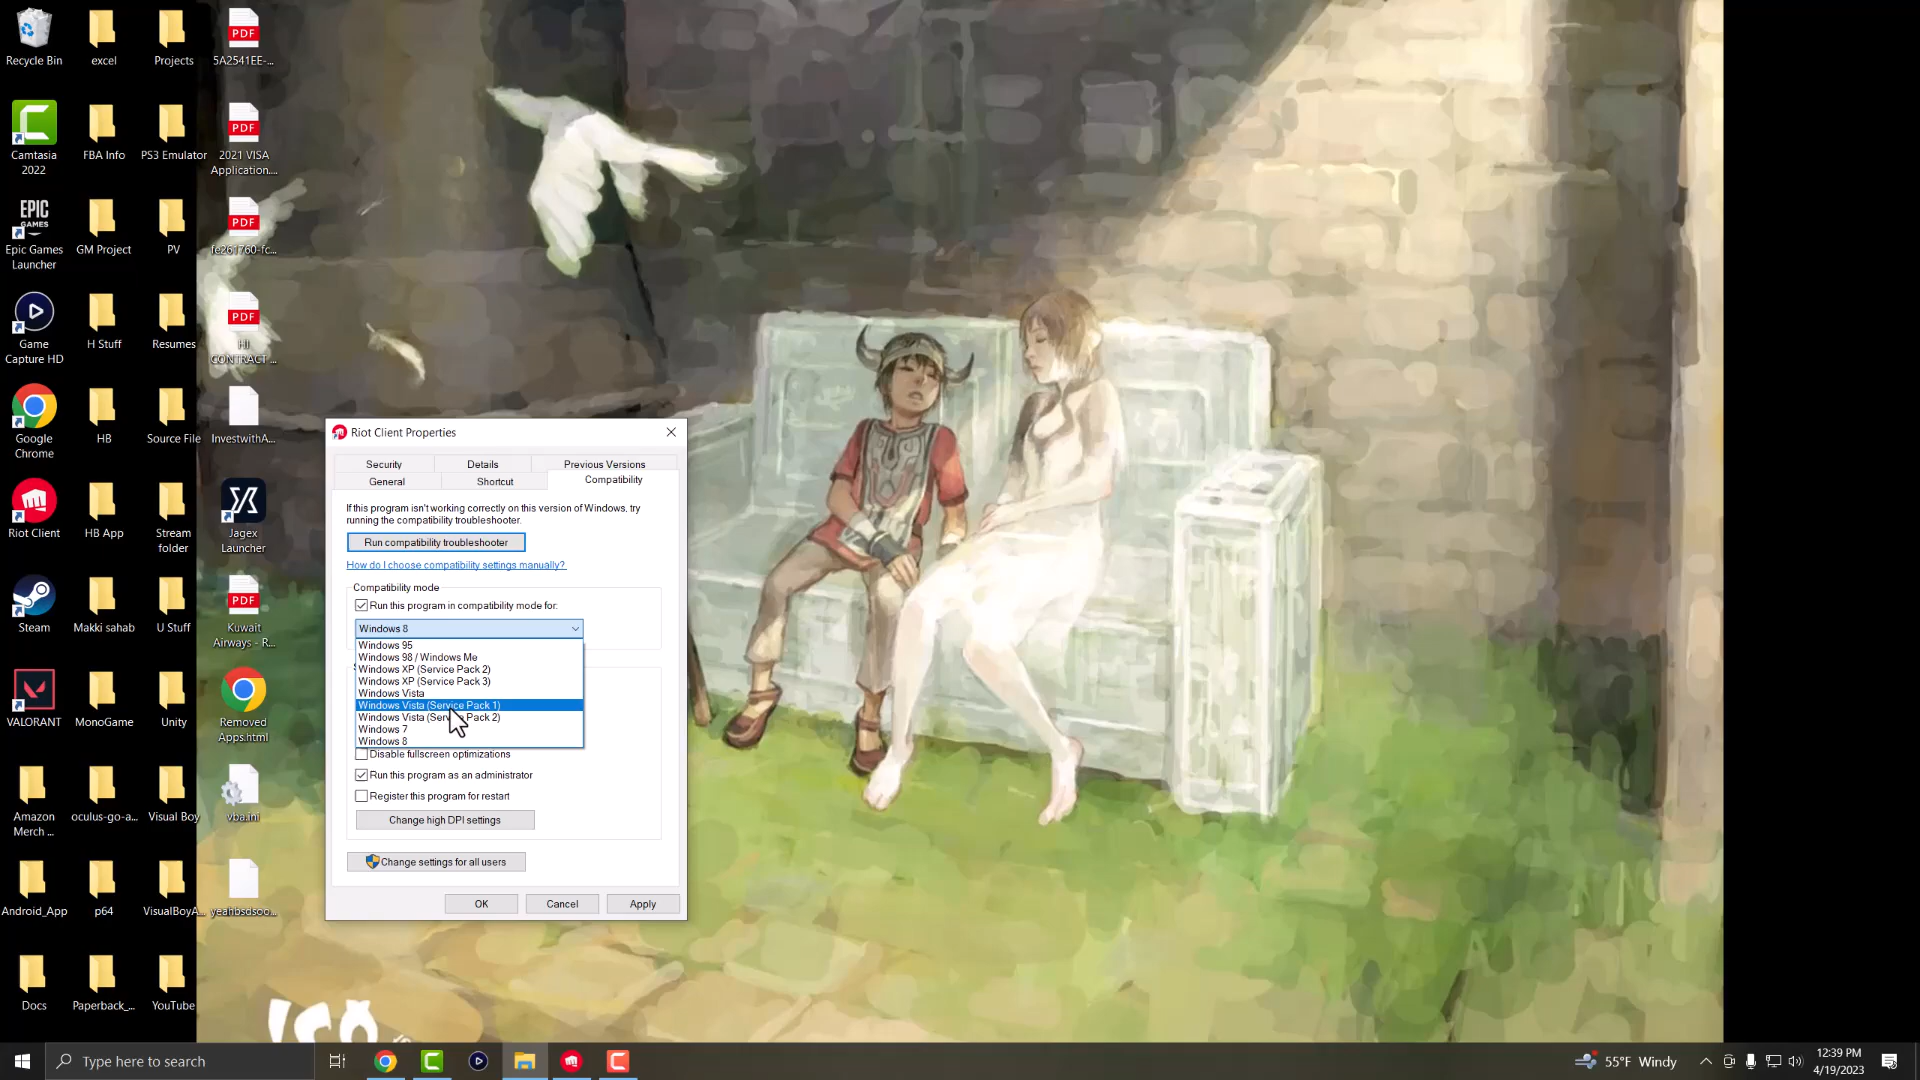 Recycle Bin
excel
Projects
5A2541EE-...
Camtasia
2022
FBA Info
PS3 Emulator
2021 VISA
Application....
EPIC
GAMES
Epic Games
Launcher
GM Project
PV
fe261760-fc...
Game
Capture HD
H Stuff
Resumes
HI
CONTRACT ...
Google
Chrome
HB
Source File
InvestwithA...
Riot Client
HB App
Stream
folder
Jagex
Launcher
Steam
Makki sahab
U Stuff
Kuwait
Airways - R...
VALORANT
MonoGame
Unity
Removed
Apps.html
Amazon
Merch ...
oculus-go-a...
Visual Boy
vba.ini
Android_App
p64
VisualBoyA...
yeahbsdsoo...
Docs
Paperback_...
YouTube
PDF
PDF
PDF
PDF
PDF
Riot Client Properties
Security
Details
Previous Versions
General
Shortcut
Compatibility
If this program isn't working correctly on this version of Windows, try
running the compatibility troubleshooter.
Run compatibility troubleshooter
How do I choose compatibility settings manually?
Compatibility mode
Run this program in compatibility mode for:
Windows 8
Windows 95
Windows 98 / Windows Me
Windows XP (Service Pack 2)
Windows XP (Service Pack 3)
Windows Vista
Windows Vista (Service Pack 1)
Windows Vista (Service Pack 2)
Windows 7
Windows 8
Disable fullscreen optimizations
Run this program as an administrator
Register this program for restart
Change high DPI settings
Change settings for all users
OK
Cancel
Apply
ICO
Type here to search
55°F Windy
12:39 PM
4/19/2023